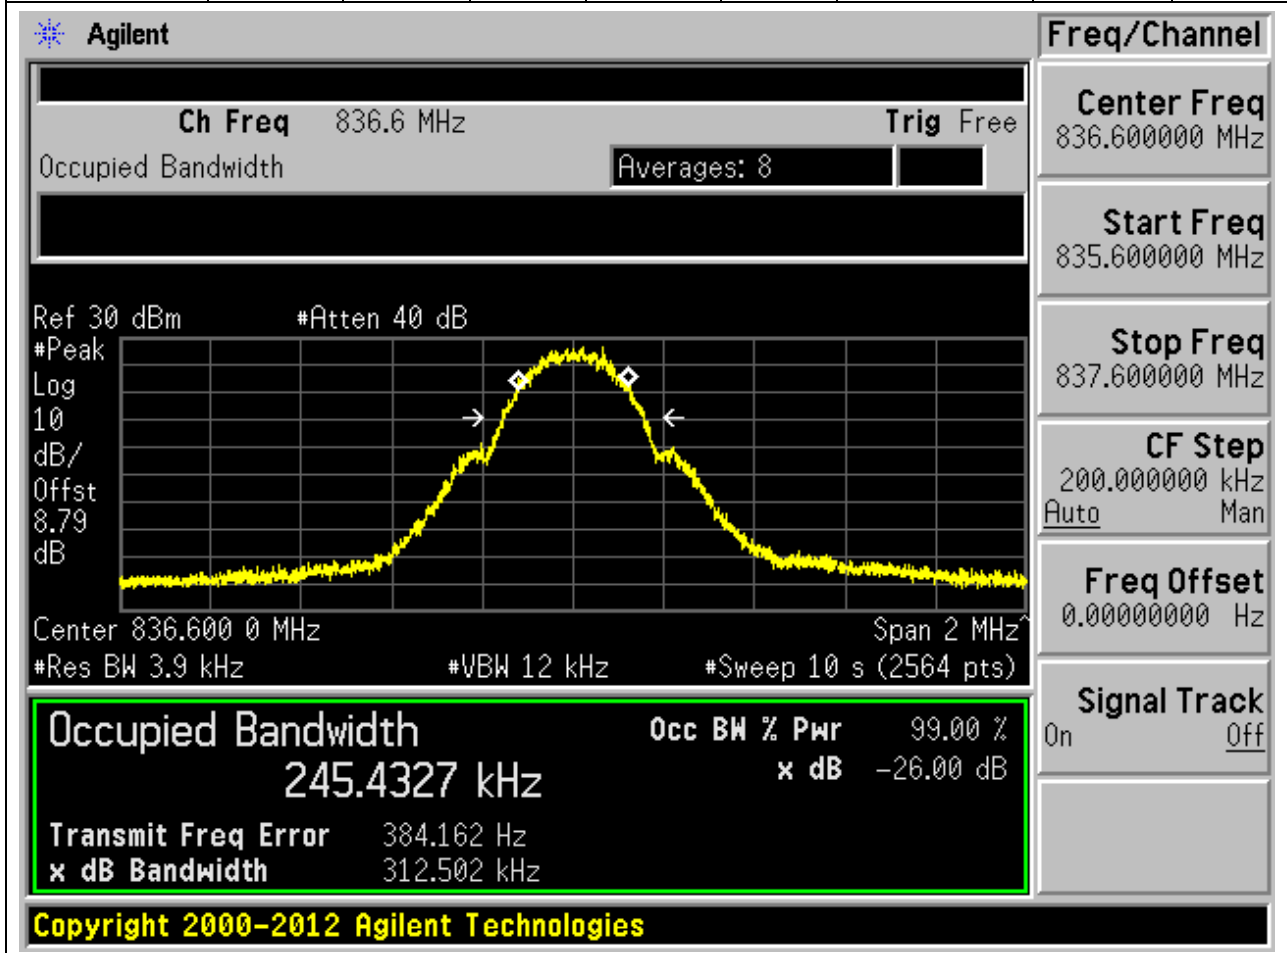 Agilent
Freq/Channel
Ch Freq 836.6 MHz Trig Free
Occupied Bandwidth Averages: 8
Center Freq
836.600000 MHz
Start Freq
835.600000 MHz
Stop Freq
837.600000 MHz
CF Step
200.000000 kHz
Auto Man
Freq Offset
0.00000000 Hz
Signal Track
On Off
Ref 30 dBm #Atten 40 dB
#Peak
Log
10
dB/
Offst
8.79
dB
Center 836.600 0 MHz Span 2 MHz^
#Res BW 3.9 kHz #VBW 12 kHz #Sweep 10 s (2564 pts)
Occupied Bandwidth
245.4327 kHz
Occ BW % Pwr 99.00 %
x dB -26.00 dB
Transmit Freq Error 384.162 Hz
x dB Bandwidth 312.502 kHz
Copyright 2000-2012 Agilent Technologies